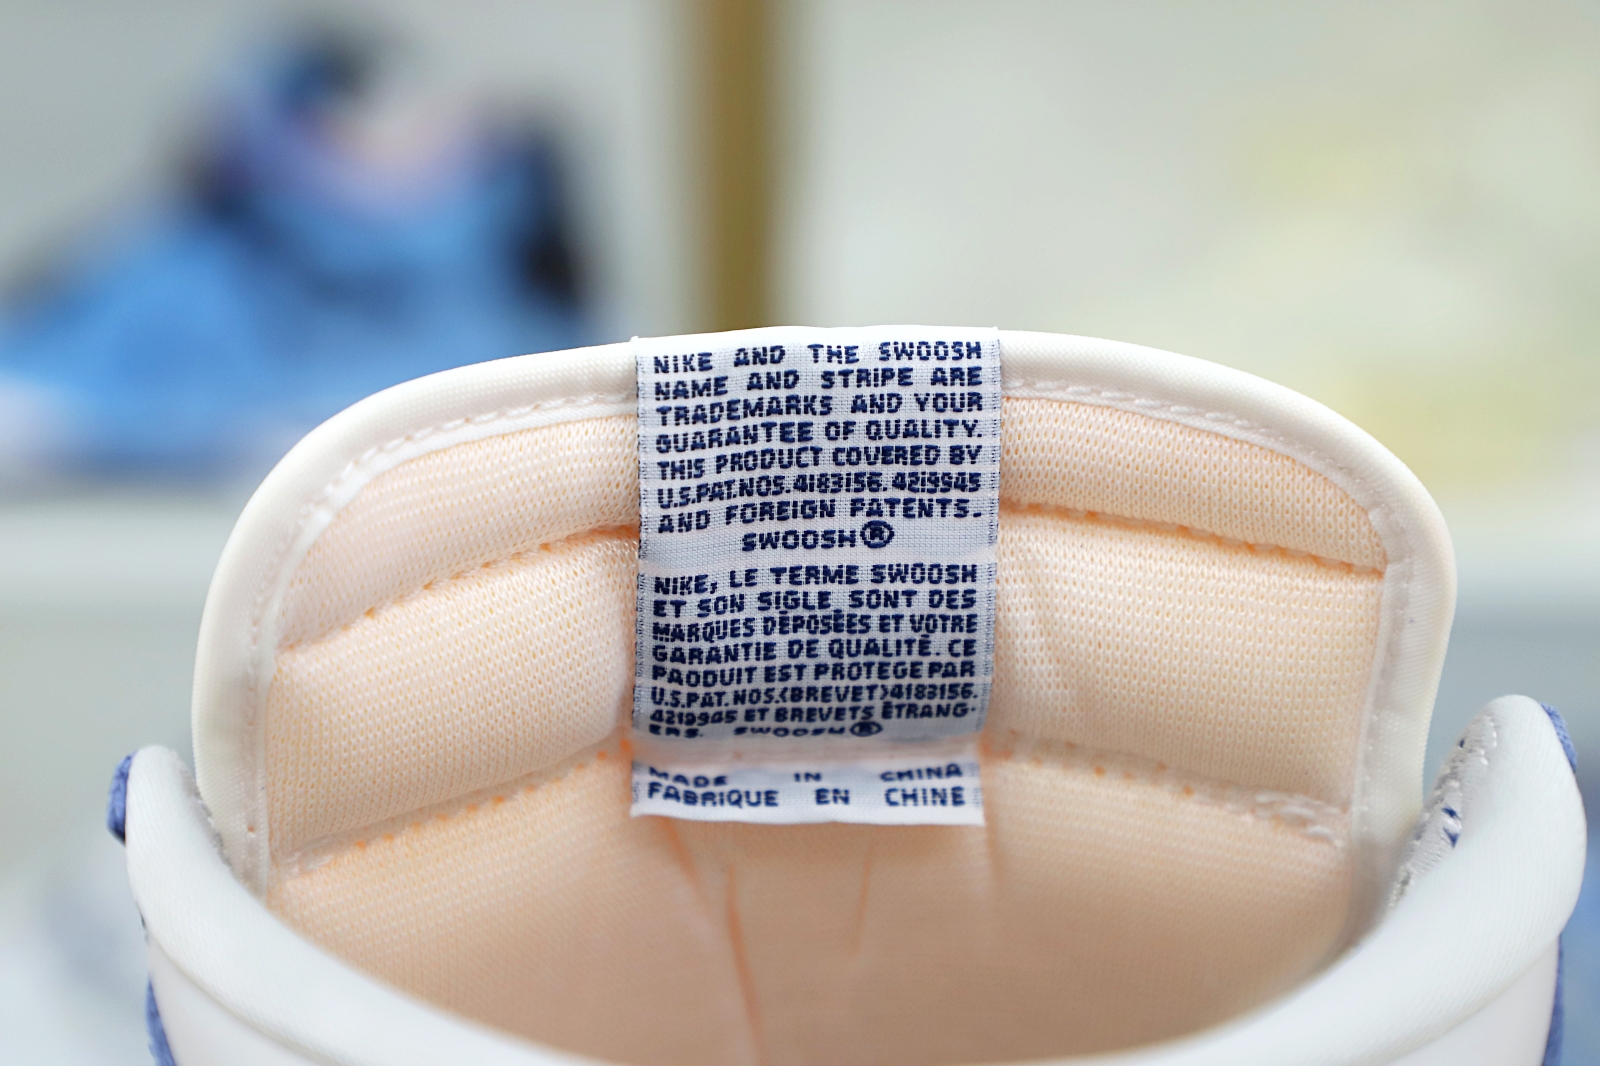 NIKE AND THE SWOOSH
NAME AND STRIPE ARE
TRADEMARKS AND YOUR
GUARANTEE OF QUALITY.
THIS PRODUCT COVERED BY
U.S.PAT.NOS.4183156. 4219945
AND FOREIGN PATENTS.
SWOOSH®
NIKE, LE TERME SWOOSH
ET SON SIGLE SONT DES
MARQUES DÉPOSÉES ET VOTRE
GARANTIE DE QUALITÉ. CE
PAODUIT EST PROTEGE PAR
U.S.PAT.NOS.(BREVET)4183156.
4219945 ET BREVETS ÈTRANG-
ERS. SWOOSH®
MADE IN CHINA
FABRIQUE EN CHINE